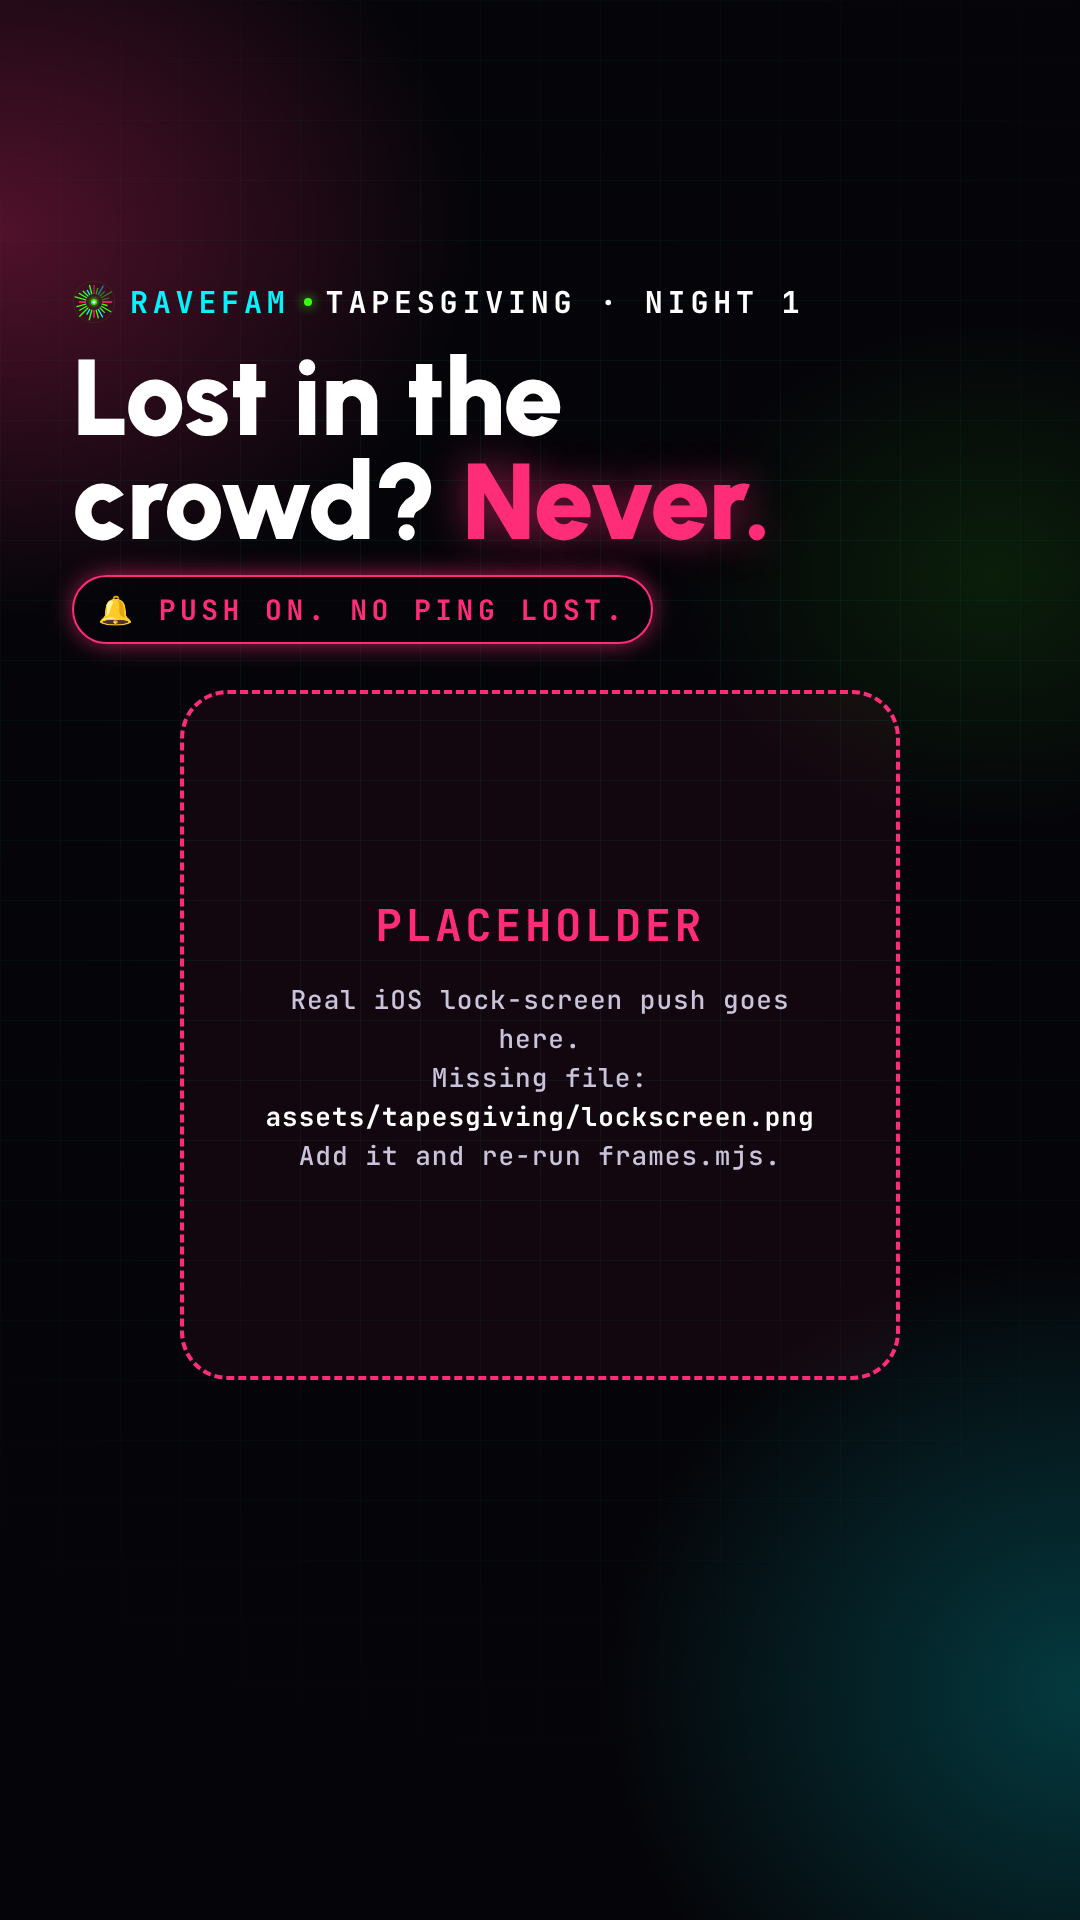 RAVEFAM • TAPESGIVING · NIGHT 1
Lost in the
crowd? Never.
🔔 PUSH ON. NO PING LOST.
PLACEHOLDER
Real iOS lock-screen push goes
here.
Missing file:
assets/tapesgiving/lockscreen.png
Add it and re-run frames.mjs.